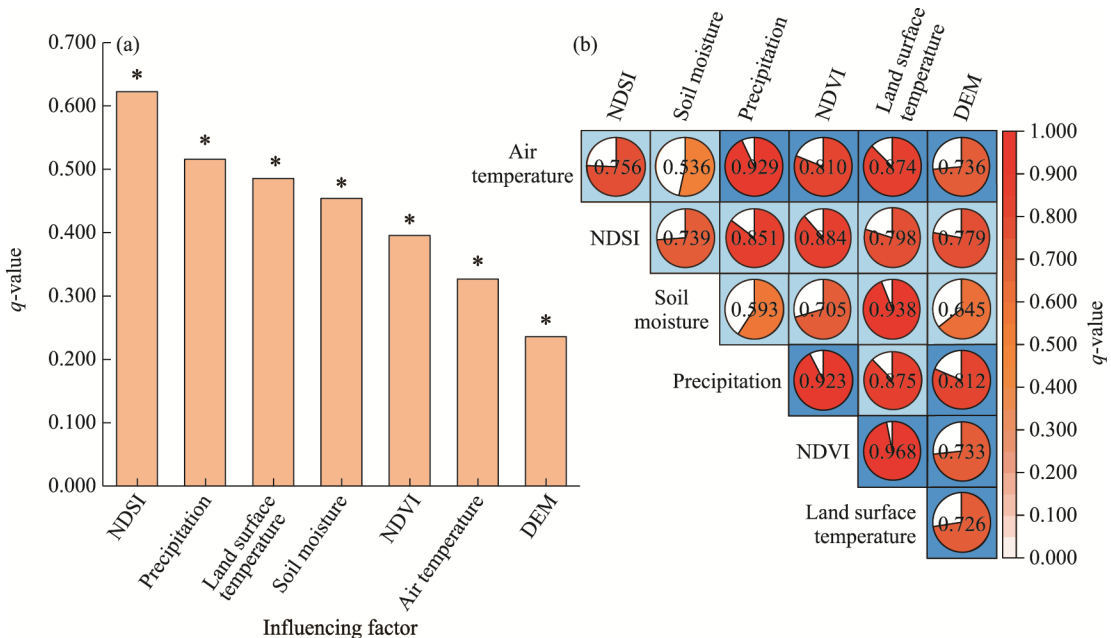 (a)
0.700
0.600
0.500
0.400
0.300
0.200
0.100
0.000
q-value
*
*
*
*
*
*
*
NDSI
Precipitation
Land surface
temperature
Soil moisture
NDVI
Air temperature
DEM
Influencing factor
(b)
NDSI
Soil moisture
Precipitation
NDVI
Land surface
temperature
DEM
Air
temperature
0.756 0.536 0.929 0.810 0.874 0.736
NDSI
0.739 0.851 0.884 0.798 0.779
Soil
moisture
0.593 0.705 0.938 0.645
Precipitation
0.923 0.875 0.812
NDVI
0.968 0.733
Land surface
temperature
0.726
1.000
0.900
0.800
0.700
0.600
0.500
0.400
0.300
0.200
0.100
0.000
q-value